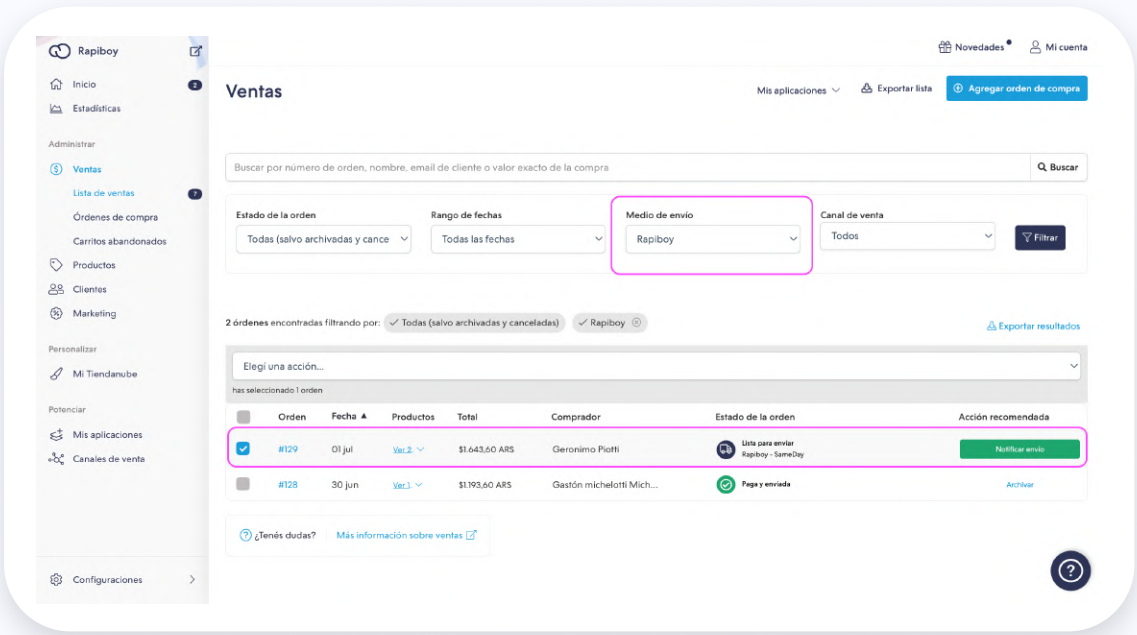 Rapiboy
Novedades
Mi cuenta
Inicio
2
Estadísticas
Administrar
Ventas
Lista de ventas
7
Órdenes de compra
Carritos abandonados
Productos
Clientes
Marketing
Personalizar
Mi Tiendanube
Potenciar
Mis aplicaciones
Canales de venta
Configuraciones
Ventas
Mis aplicaciones
Exportar lista
Agregar orden de compra
Buscar por número de orden, nombre, email de cliente o valor exacto de la compra
Buscar
Estado de la orden
Rango de fechas
Medio de envío
Canal de venta
Todas (salvo archivadas y cance
Todas las fechas
Rapiboy
Todos
Filtrar
2 órdenes encontradas filtrando por: Todas (salvo archivadas y canceladas) Rapiboy
Exportar resultados
Elegí una acción...
has seleccionado 1 orden
Orden Fecha Productos Total Comprador Estado de la orden Acción recomendada
#129 01 jul Ver 2 $1.643,60 ARS Geronimo Piotti Lista para enviar Notificar envío
Rapiboy - SameDay
#128 30 jun Ver 1 $1.193,60 ARS Gastón michelotti Mich... Paga y enviada Archivar
¿Tenés dudas? Más información sobre ventas
?